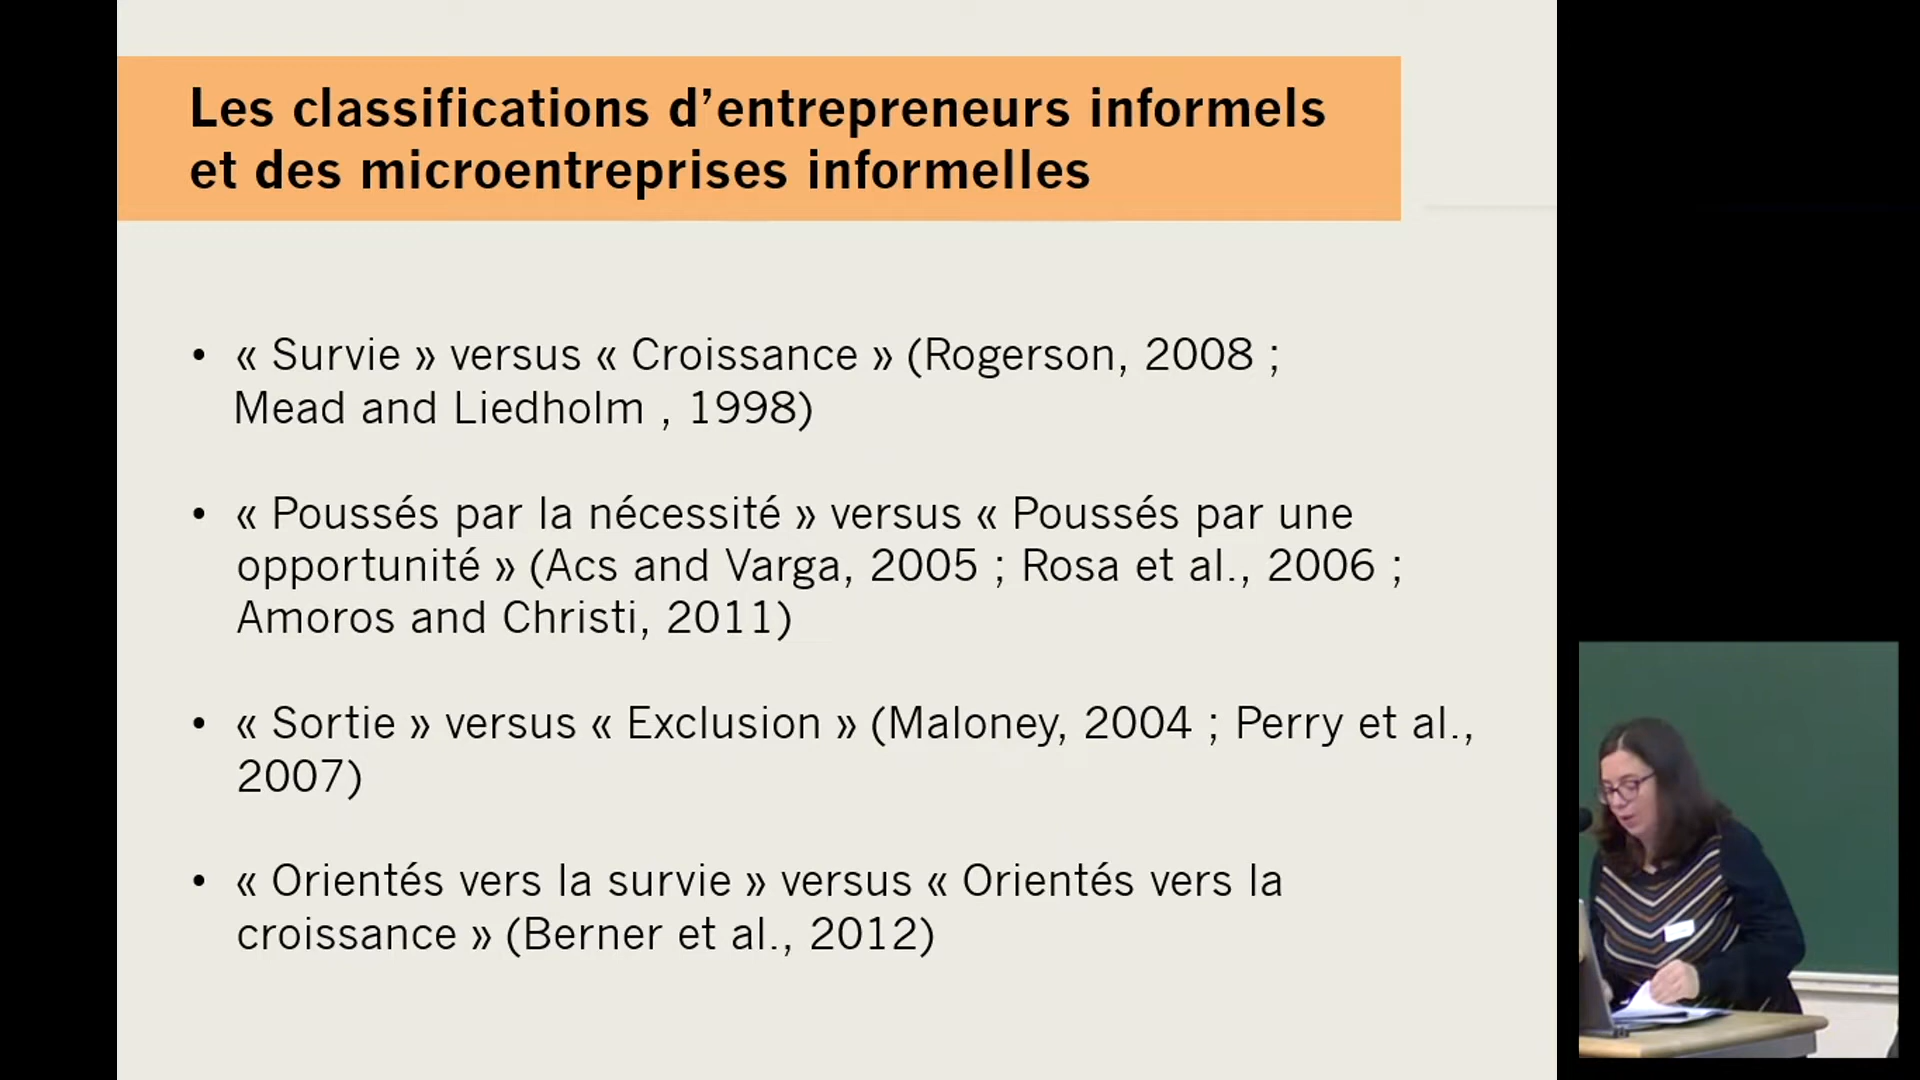 Les classifications d’entrepreneurs informels
et des microentreprises informelles
• « Survie » versus « Croissance » (Rogerson, 2008 ;
Mead and Liedholm , 1998)
• « Poussés par la nécessité » versus « Poussés par une
opportunité » (Acs and Varga, 2005 ; Rosa et al., 2006 ;
Amoros and Christi, 2011)
• « Sortie » versus « Exclusion » (Maloney, 2004 ; Perry et al.,
2007)
• « Orientés vers la survie » versus « Orientés vers la
croissance » (Berner et al., 2012)